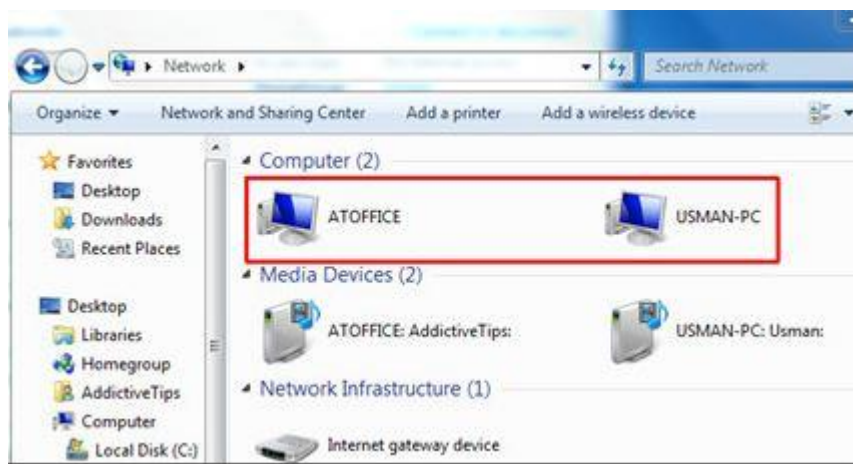 Network
Search Network
Organize Network and Sharing Center Add a printer Add a wireless device
Favorites
Desktop
Downloads
Recent Places
Desktop
Libraries
Homegroup
AddictiveTips
Computer
Local Disk (C:)
Computer (2)
ATOFFICE USMAN-PC
Media Devices (2)
ATOFFICE: AddictiveTips: USMAN-PC: Usman:
Network Infrastructure (1)
Internet gateway device